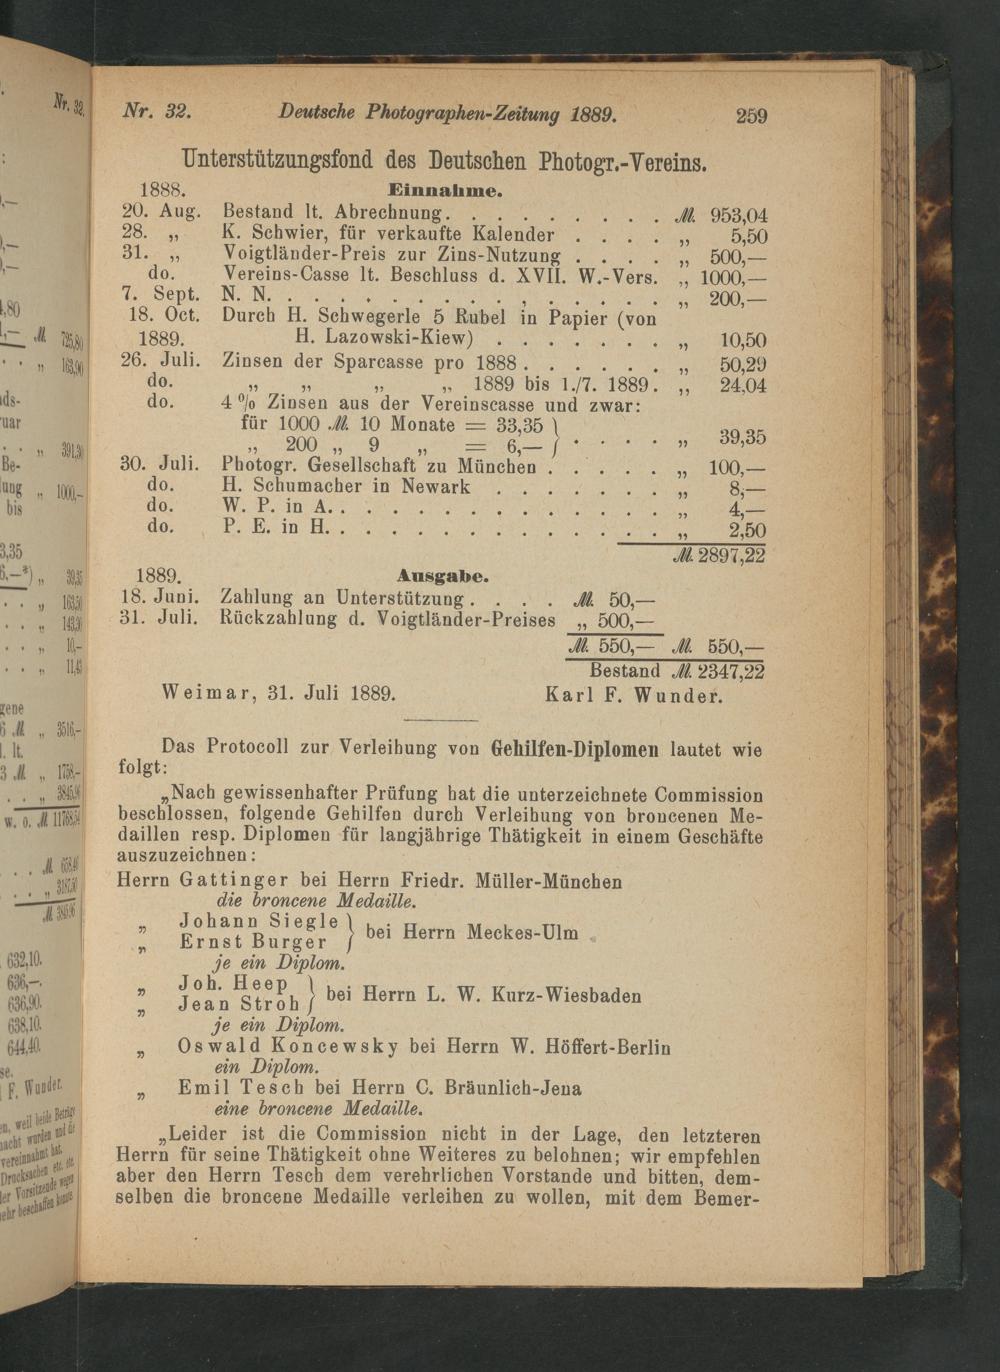 Nr. 32. Deutsche Photographen-Zeitung 1889. 259
Unterstützungsfond des Deutschen Photogr.-Vereins.
1888. Einnahme.
20. Aug. Bestand lt. Abrechnung. . . . . . . . . . ℳ. 953,04
28. „ K. Schwier, für verkaufte Kalender . . . . „ 5,50
31. „ Voigtländer-Preis zur Zins-Nutzung . . . . „ 500,—
do. Vereins-Casse lt. Beschluss d. XVII. W.-Vers. „ 1000,—
7. Sept. N. N. . . . . . . . . . . . . . . . „ 200,—
18. Oct. Durch H. Schwegerle 5 Rubel in Papier (von
1889. H. Lazowski-Kiew) . . . . . . . „ 10,50
26. Juli. Zinsen der Sparcasse pro 1888 . . . . . . „ 50,29
do. „ „ „ „ 1889 bis 1./7. 1889. „ 24,04
do. 4 % Zinsen aus der Vereinscasse und zwar:
für 1000 ℳ. 10 Monate = 33,35 }
„ 200 „ 9 „ = 6,— } . . . . „ 39,35
30. Juli. Photogr. Gesellschaft zu München . . . . . „ 100,—
do. H. Schumacher in Newark . . . . . . . „ 8,—
do. W. P. in A. . . . . . . . . . . . . „ 4,—
do. P. E. in H. . . . . . . . . . . . . „ 2,50
ℳ. 2897,22
1889. Ausgabe.
18. Juni. Zahlung an Unterstützung . . . . ℳ. 50,—
31. Juli. Rückzahlung d. Voigtländer-Preises „ 500,—
ℳ. 550,— ℳ. 550,—
Bestand ℳ. 2347,22
Weimar, 31. Juli 1889. Karl F. Wunder.
Das Protocoll zur Verleihung von Gehilfen-Diplomen lautet wie
folgt:
„Nach gewissenhafter Prüfung hat die unterzeichnete Commission
beschlossen, folgende Gehilfen durch Verleihung von broncenen Me-
daillen resp. Diplomen für langjährige Thätigkeit in einem Geschäfte
auszuzeichnen:
Herrn Gattinger bei Herrn Friedr. Müller-München
die broncene Medaille.
„ Johann Siegle }
„ Ernst Burger } bei Herrn Meckes-Ulm
je ein Diplom.
„ Joh. Heep }
„ Jean Stroh } bei Herrn L. W. Kurz-Wiesbaden
je ein Diplom.
„ Oswald Koncewsky bei Herrn W. Höffert-Berlin
ein Diplom.
„ Emil Tesch bei Herrn C. Bräunlich-Jena
eine broncene Medaille.
„Leider ist die Commission nicht in der Lage, den letzteren
Herrn für seine Thätigkeit ohne Weiteres zu belohnen; wir empfehlen
aber den Herrn Tesch dem verehrlichen Vorstande und bitten, dem-
selben die broncene Medaille verleihen zu wollen, mit dem Bemer-